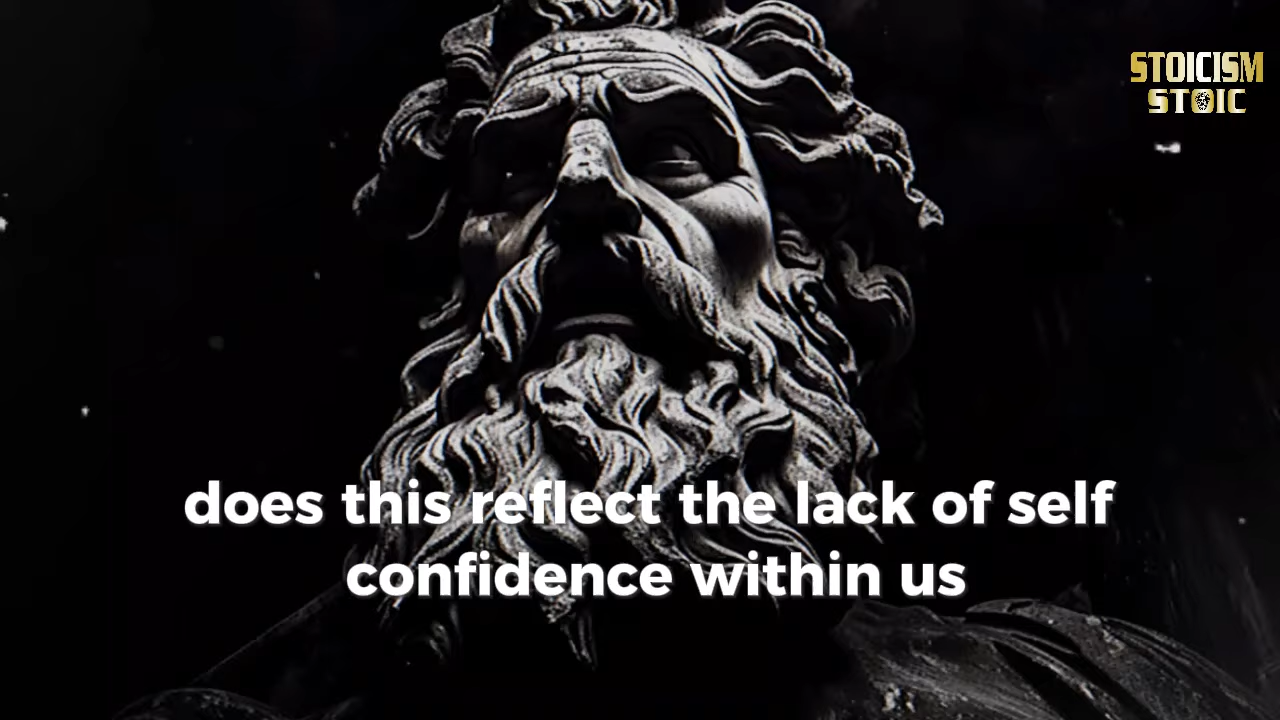 STOICISM
STOIC
does this reflect the lack of self
confidence within us